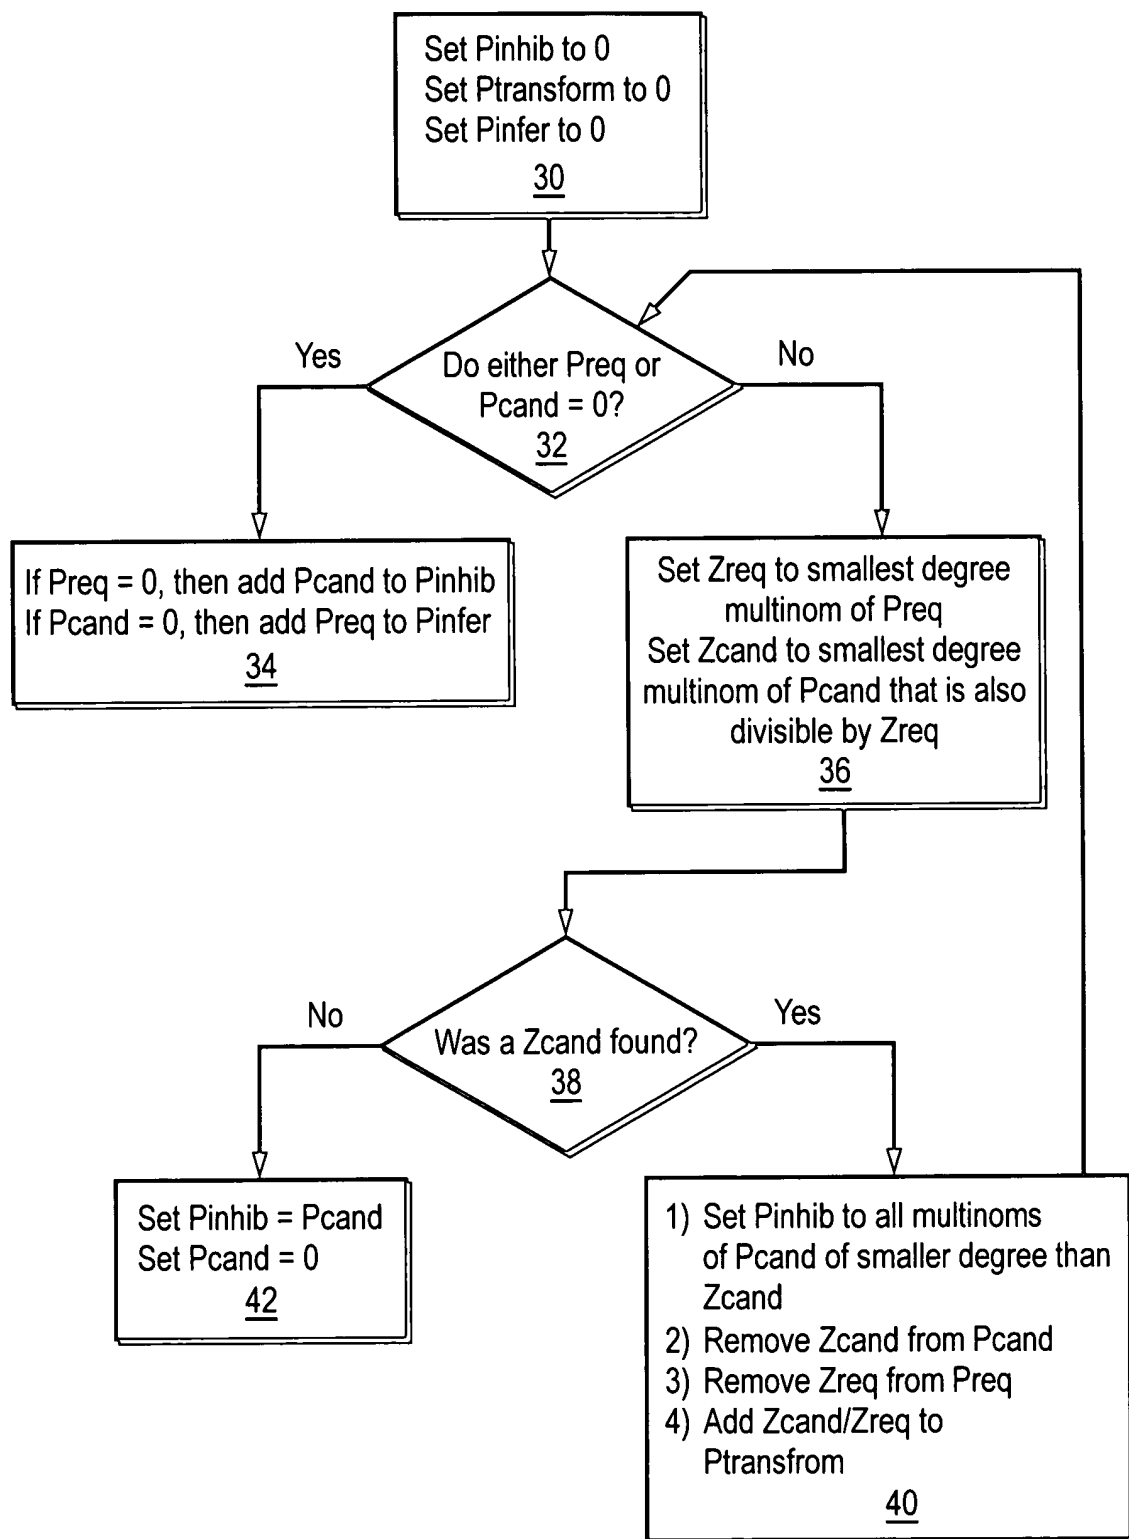 Set Pinhib to 0
Set Ptransform to 0
Set Pinfer to 0
30
Yes
No
Do either Preq or
Pcand = 0?
32
If Preq = 0, then add Pcand to Pinhib
If Pcand = 0, then add Preq to Pinfer
34
Set Zreq to smallest degree
multinom of Preq
Set Zcand to smallest degree
multinom of Pcand that is also
divisible by Zreq
36
No
Yes
Was a Zcand found?
38
Set Pinhib = Pcand
Set Pcand = 0
42
1) Set Pinhib to all multinoms
of Pcand of smaller degree than
Zcand
2) Remove Zcand from Pcand
3) Remove Zreq from Preq
4) Add Zcand/Zreq to
Ptransfrom
40